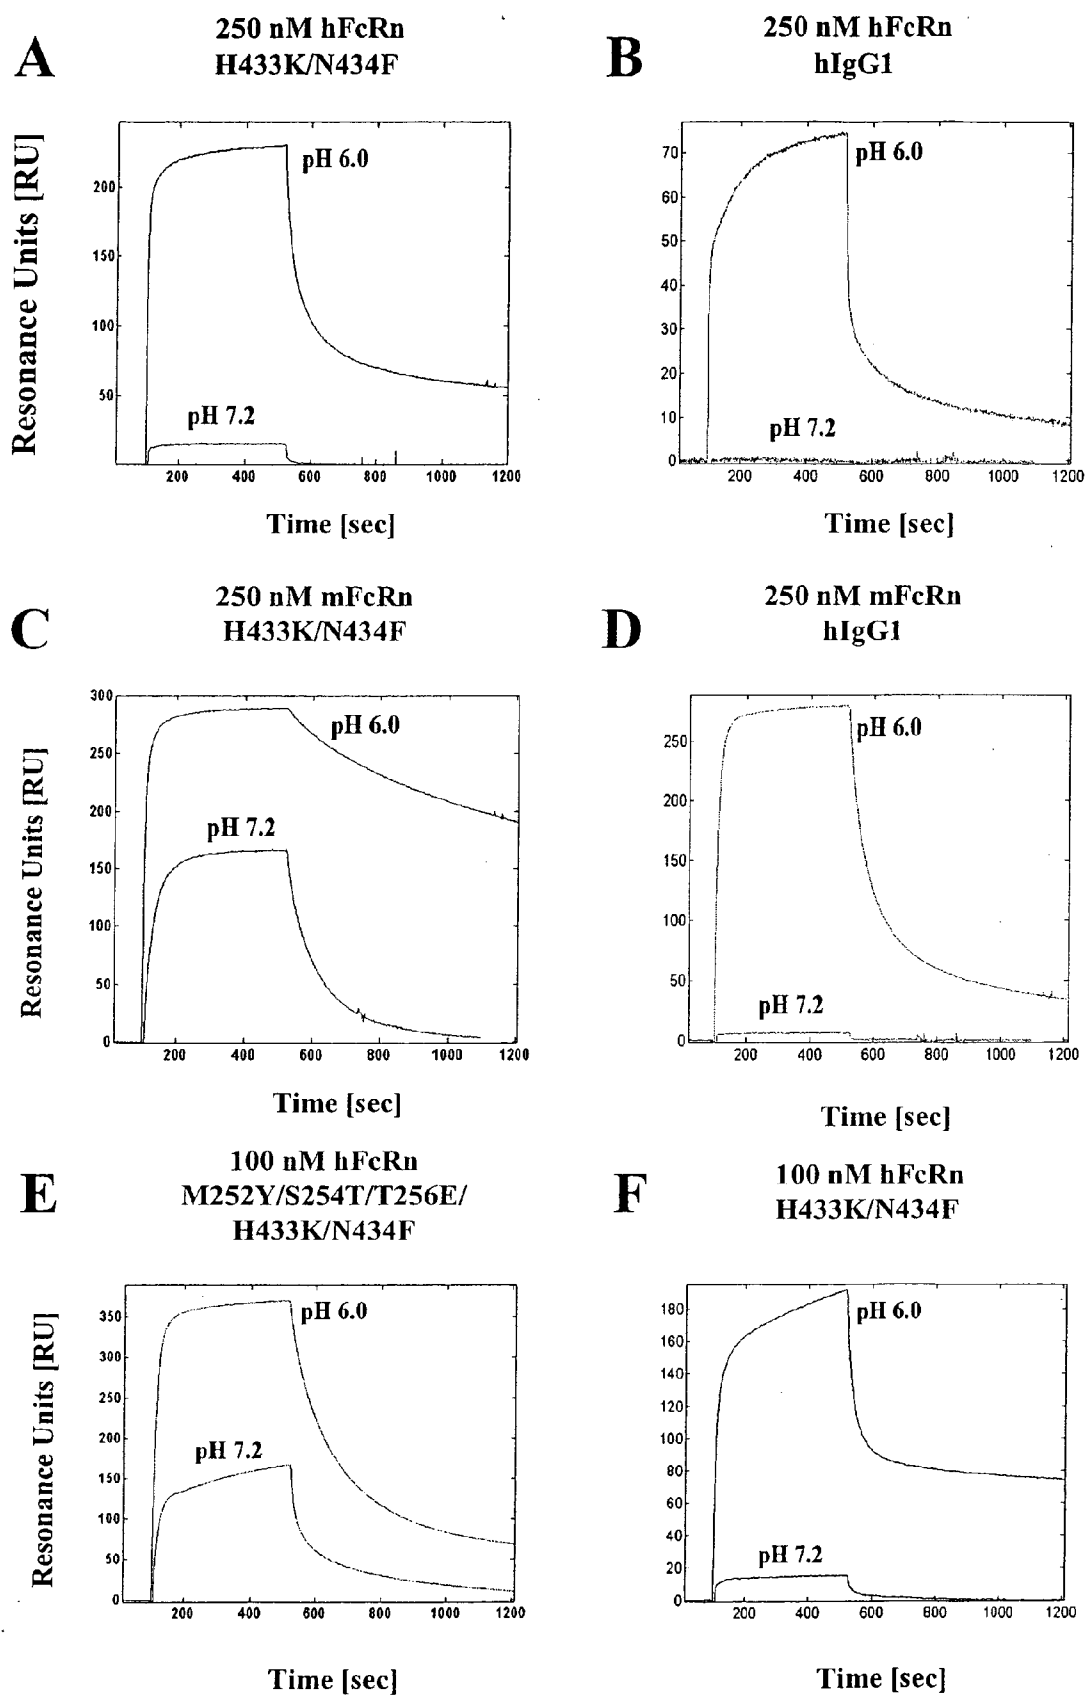 A
250 nM hFcRn
H433K/N434F
Resonance Units [RU]
200
150
100
50
pH 6.0
pH 7.2
200 400 600 800 1000 1200
Time [sec]
B
250 nM hFcRn
hIgG1
70
60
50
40
30
20
10
0
pH 6.0
pH 7.2
200 400 600 800 1000 1200
Time [sec]
C
250 nM mFcRn
H433K/N434F
Resonance Units [RU]
300
250
200
150
100
50
0
pH 6.0
pH 7.2
200 400 600 800 1000 1200
Time [sec]
D
250 nM mFcRn
hIgG1
250
200
150
100
50
0
pH 6.0
pH 7.2
200 400 600 800 1000 1200
Time [sec]
E
100 nM hFcRn
M252Y/S254T/T256E/
H433K/N434F
Resonance Units [RU]
350
300
250
200
150
100
50
0
pH 6.0
pH 7.2
200 400 600 800 1000 1200
Time [sec]
F
100 nM hFcRn
H433K/N434F
180
160
140
120
100
80
60
40
20
0
pH 6.0
pH 7.2
200 400 600 800 1000 1200
Time [sec]